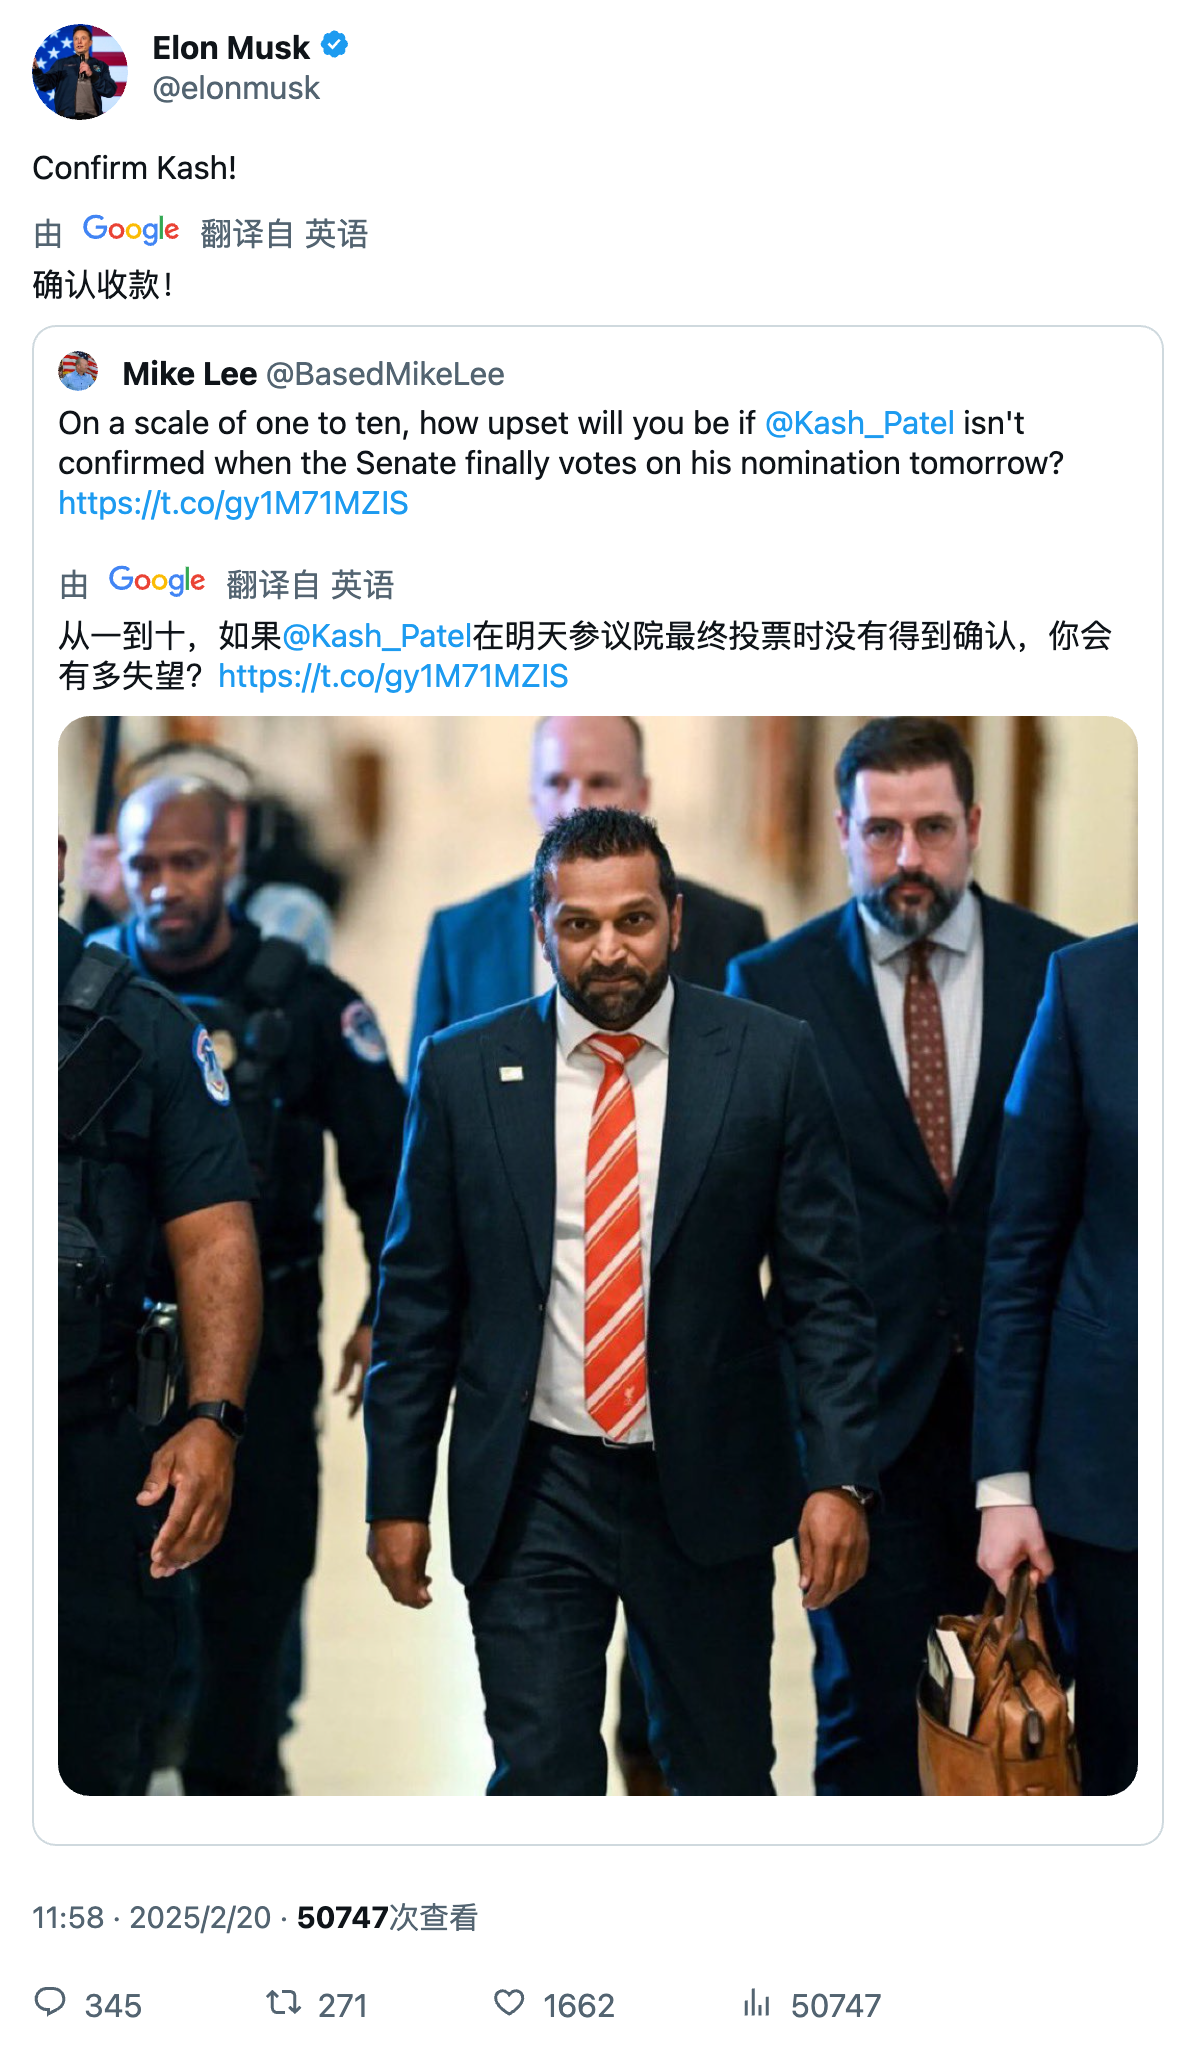 Elon Musk
@elonmusk
Confirm Kash!
由 Google 翻译自 英语
确认收款！
Mike Lee @BasedMikeLee
On a scale of one to ten, how upset will you be if @Kash_Patel isn't
confirmed when the Senate finally votes on his nomination tomorrow?
https://t.co/gy1M71MZIS
由 Google 翻译自 英语
从一到十，如果@Kash_Patel在明天参议院最终投票时没有得到确认，你会
有多失望？ https://t.co/gy1M71MZIS
11:58 · 2025/2/20 · 50747次查看
345 271 1662 50747